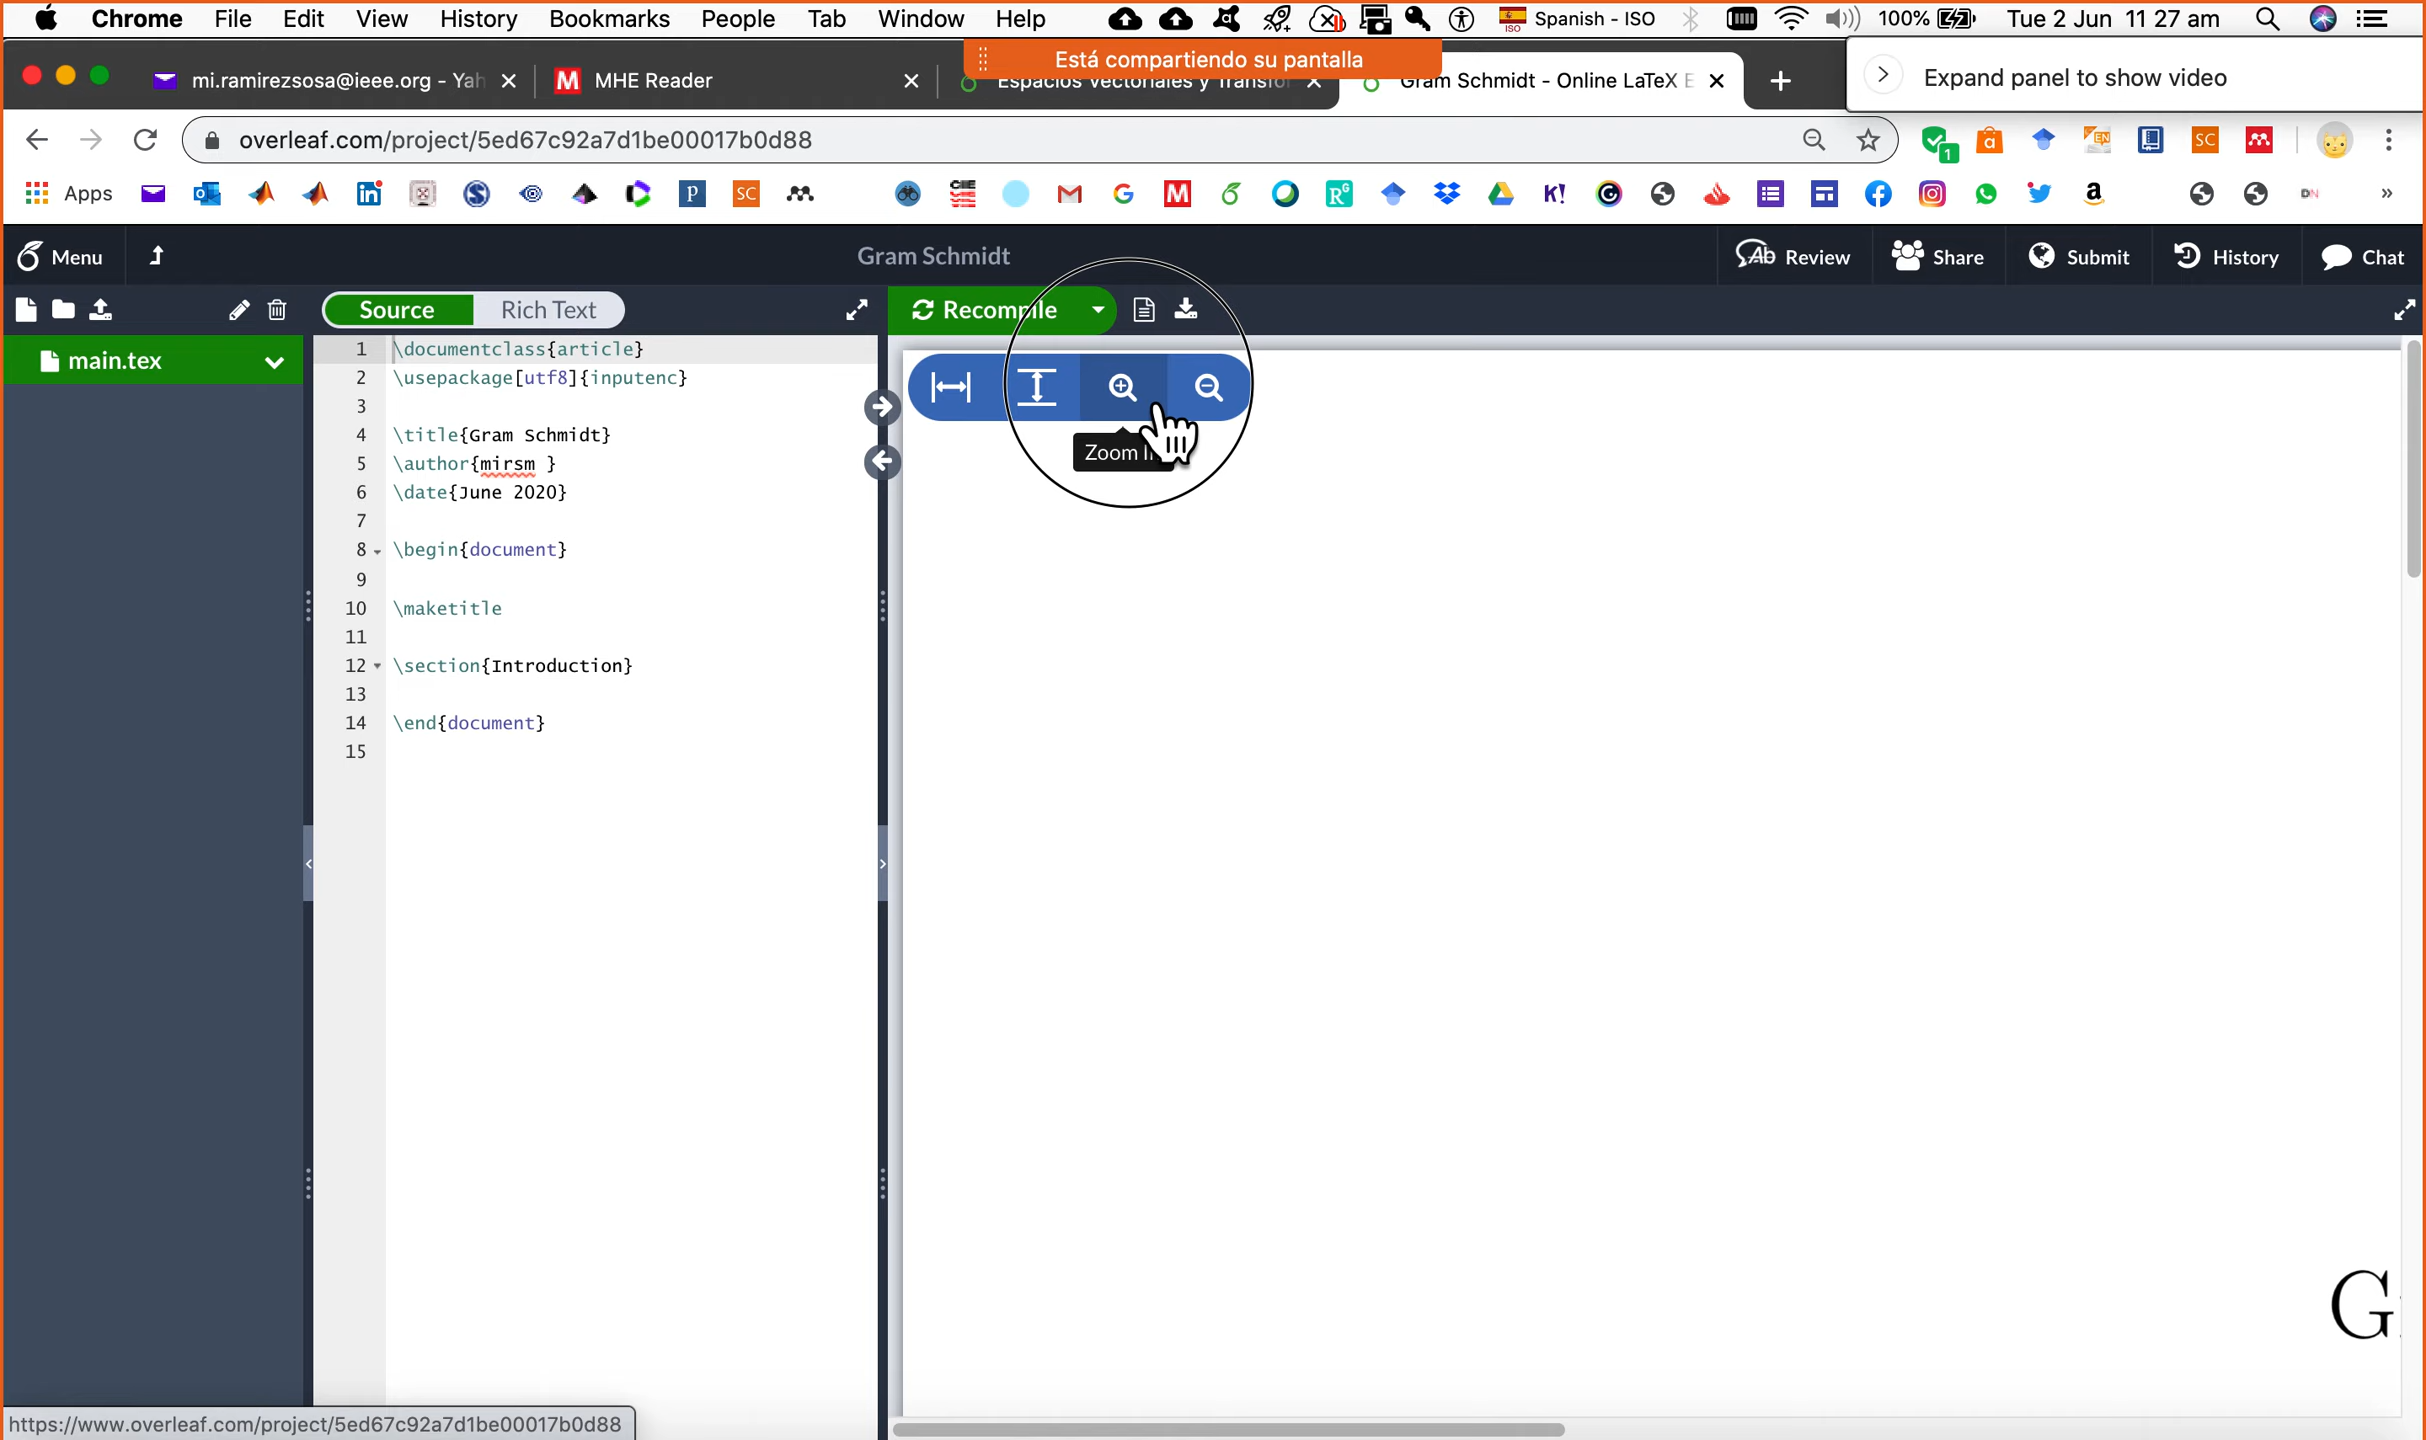 Chrome File Edit View History Bookmarks People Tab Window Help Spanish - ISO 100% Tue 2 Jun 11 27 am
Está compartiendo su pantalla
mi.ramirezsosa@ieee.org - Yah MHE Reader Espacios Vectoriales y Transfor Gram Schmidt - Online LaTeX E Expand panel to show video
overleaf.com/project/5ed67c92a7d1be00017b0d88
Apps
Menu Gram Schmidt Review Share Submit History Chat
Source Rich Text Recompile
main.tex
1 \documentclass{article}
2 \usepackage[utf8]{inputenc}
3
4 \title{Gram Schmidt}
5 \author{mirsm }
6 \date{June 2020}
7
8 \begin{document}
9
10 \maketitle
11
12 \section{Introduction}
13
14 \end{document}
15
Zoom
G
https://www.overleaf.com/project/5ed67c92a7d1be00017b0d88